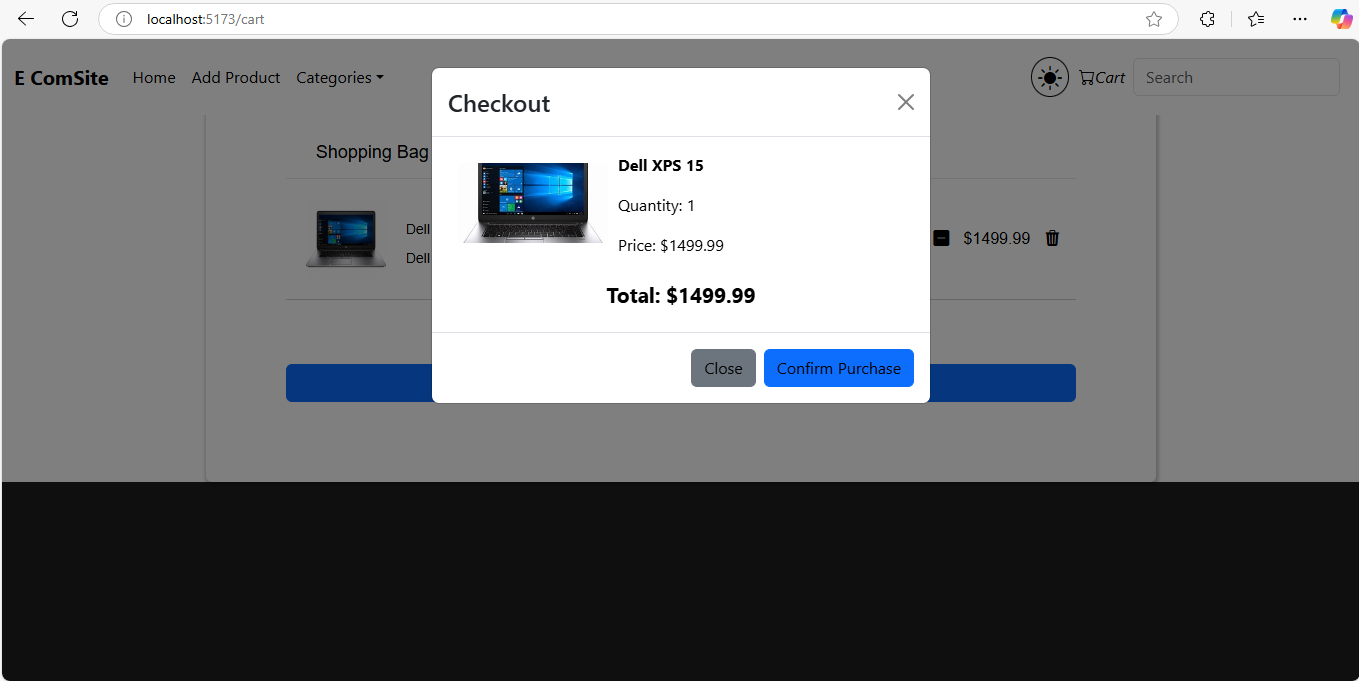 localhost:5173/cart
E ComSite Home Add Product Categories Cart Search
Checkout
Shopping Bag
Dell XPS 15
Quantity: 1
Price: $1499.99
Dell
Dell
$1499.99
Total: $1499.99
Close Confirm Purchase